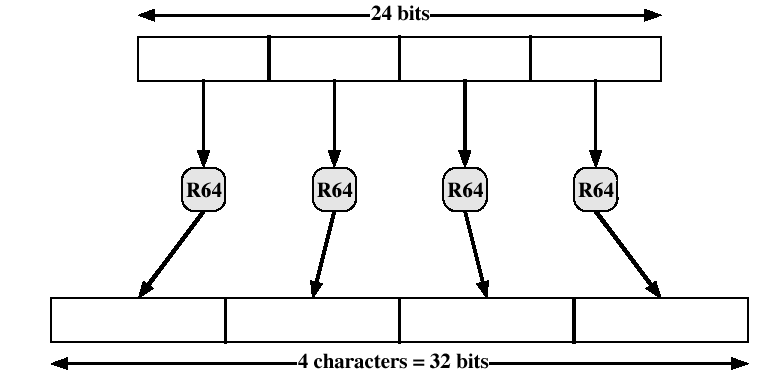 24 bits
R64 R64 R64 R64
4 characters = 32 bits